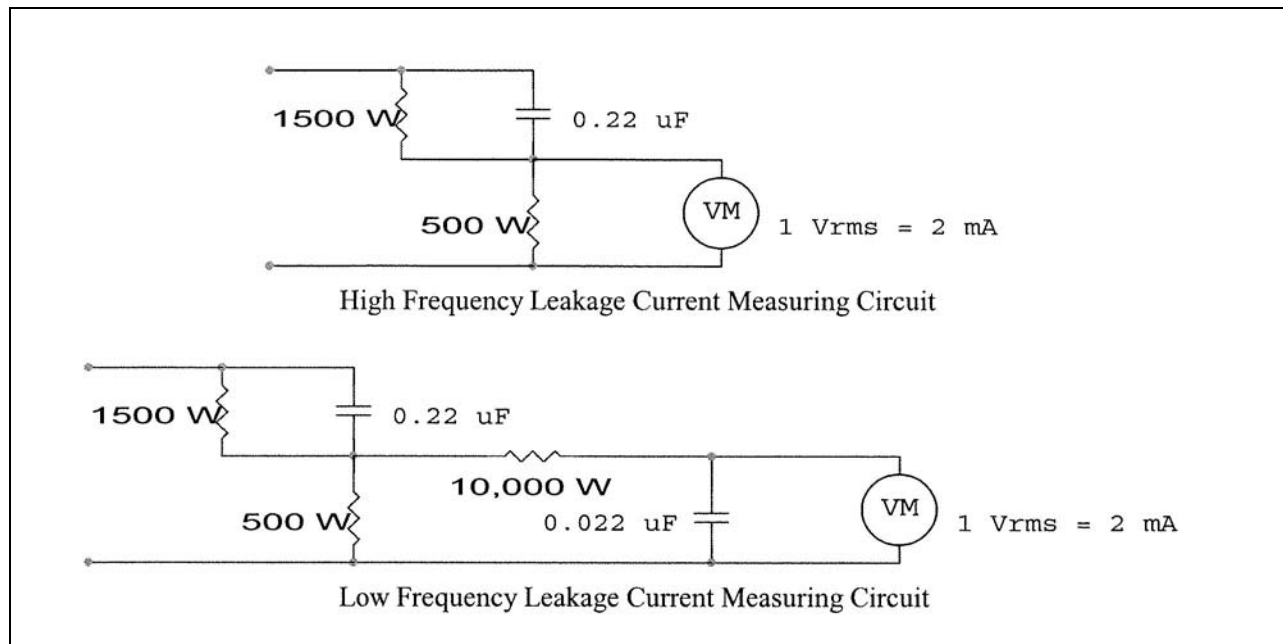 1500 W
0.22 uF
500 W
VM
1 Vrms = 2 mA
High Frequency Leakage Current Measuring Circuit
1500 W
0.22 uF
10,000 W
500 W
0.022 uF
VM
1 Vrms = 2 mA
Low Frequency Leakage Current Measuring Circuit